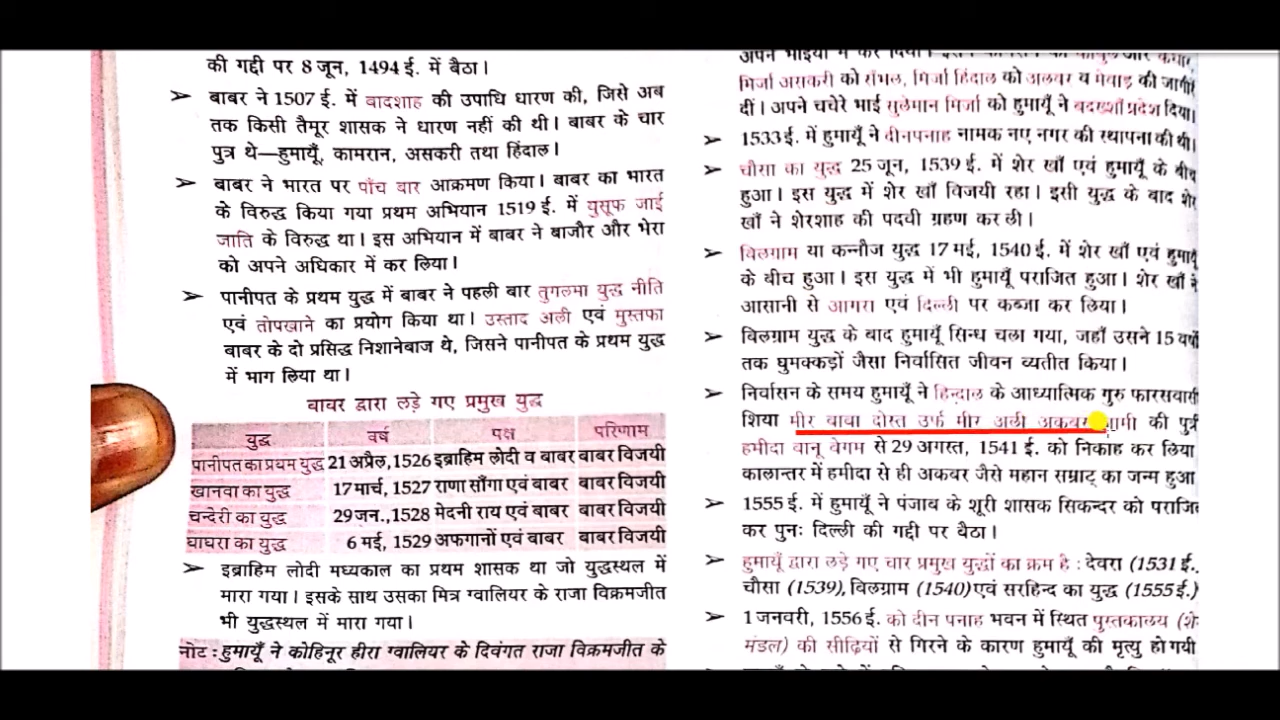 की गद्दी पर 8 जून, 1494 ई. में बैठा।
➢ बाबर ने 1507 ई. में बादशाह की उपाधि धारण की, जिसे अब
तक किसी तैमूर शासक ने धारण नहीं की थी। बाबर के चार
पुत्र थे—हुमायूँ, कामरान, असकरी तथा हिंदाल।
➢ बाबर ने भारत पर पाँच बार आक्रमण किया। बाबर का भारत
के विरुद्ध किया गया प्रथम अभियान 1519 ई. में युसूफ जाई
जाति के विरुद्ध था। इस अभियान में बाबर ने बाजौर और भेरा
को अपने अधिकार में कर लिया।
➢ पानीपत के प्रथम युद्ध में बाबर ने पहली बार तुगलमा युद्ध नीति
एवं तोपखाने का प्रयोग किया था। उस्ताद अली एवं मुस्तफा
बाबर के दो प्रसिद्ध निशानेबाज थे, जिसने पानीपत के प्रथम युद्ध
में भाग लिया था।
बाबर द्वारा लड़े गए प्रमुख युद्ध
युद्ध वर्ष पक्ष परिणाम
पानीपत का प्रथम युद्ध 21 अप्रैल, 1526 इब्राहिम लोदी व बाबर बाबर विजयी
खानवा का युद्ध 17 मार्च, 1527 राणा साँगा एवं बाबर बाबर विजयी
चन्देरी का युद्ध 29 जन., 1528 मेदनी राय एवं बाबर बाबर विजयी
घाघरा का युद्ध 6 मई, 1529 अफगानों एवं बाबर बाबर विजयी
➢ इब्राहिम लोदी मध्यकाल का प्रथम शासक था जो युद्धस्थल में
मारा गया। इसके साथ उसका मित्र ग्वालियर के राजा विक्रमजीत
भी युद्धस्थल में मारा गया।
नोट : हुमायूँ ने कोहिनूर हीरा ग्वालियर के दिवंगत राजा विक्रमजीत के
अपने भाइयों में कर दिया।
मिर्जा असकरी को संभल, मिर्जा हिंदाल को अलवर व मेवाड़ की जागीरें
दीं। अपने चचेरे भाई सुलेमान मिर्जा को हुमायूँ ने बदख्शाँ प्रदेश दिया।
➢ 1533 ई. में हुमायूँ ने दीनपनाह नामक नए नगर की स्थापना की थी।
➢ चौसा का युद्ध 25 जून, 1539 ई. में शेर खाँ एवं हुमायूँ के बीच
हुआ। इस युद्ध में शेर खाँ विजयी रहा। इसी युद्ध के बाद शेर
खाँ ने शेरशाह की पदवी ग्रहण कर ली।
➢ बिलग्राम या कन्नौज युद्ध 17 मई, 1540 ई. में शेर खाँ एवं हुमायूँ
के बीच हुआ। इस युद्ध में भी हुमायूँ पराजित हुआ। शेर खाँ ने
आसानी से आगरा एवं दिल्ली पर कब्जा कर लिया।
➢ बिलग्राम युद्ध के बाद हुमायूँ सिन्ध चला गया, जहाँ उसने 15 वर्षों
तक घुमक्कड़ों जैसा निर्वासित जीवन व्यतीत किया।
➢ निर्वासन के समय हुमायूँ ने हिन्दाल के आध्यात्मिक गुरु फारसवासी
शिया मीर बाबा दोस्त उर्फ मीर अली अकबर की पुत्री
हमीदा बानू बेगम से 29 अगस्त, 1541 ई. को निकाह कर लिया
कालान्तर में हमीदा से ही अकबर जैसे महान सम्राट् का जन्म हुआ
➢ 1555 ई. में हुमायूँ ने पंजाब के शूरी शासक सिकन्दर को पराजित
कर पुनः दिल्ली की गद्दी पर बैठा।
➢ हुमायूँ द्वारा लड़े गए चार प्रमुख युद्धों का क्रम है : देवरा (1531 ई.,
चौसा (1539), बिलग्राम (1540) एवं सरहिन्द का युद्ध (1555 ई.)
➢ 1 जनवरी, 1556 ई. को दीन पनाह भवन में स्थित पुस्तकालय (शेर
मंडल) की सीढ़ियों से गिरने के कारण हुमायूँ की मृत्यु हो गयी